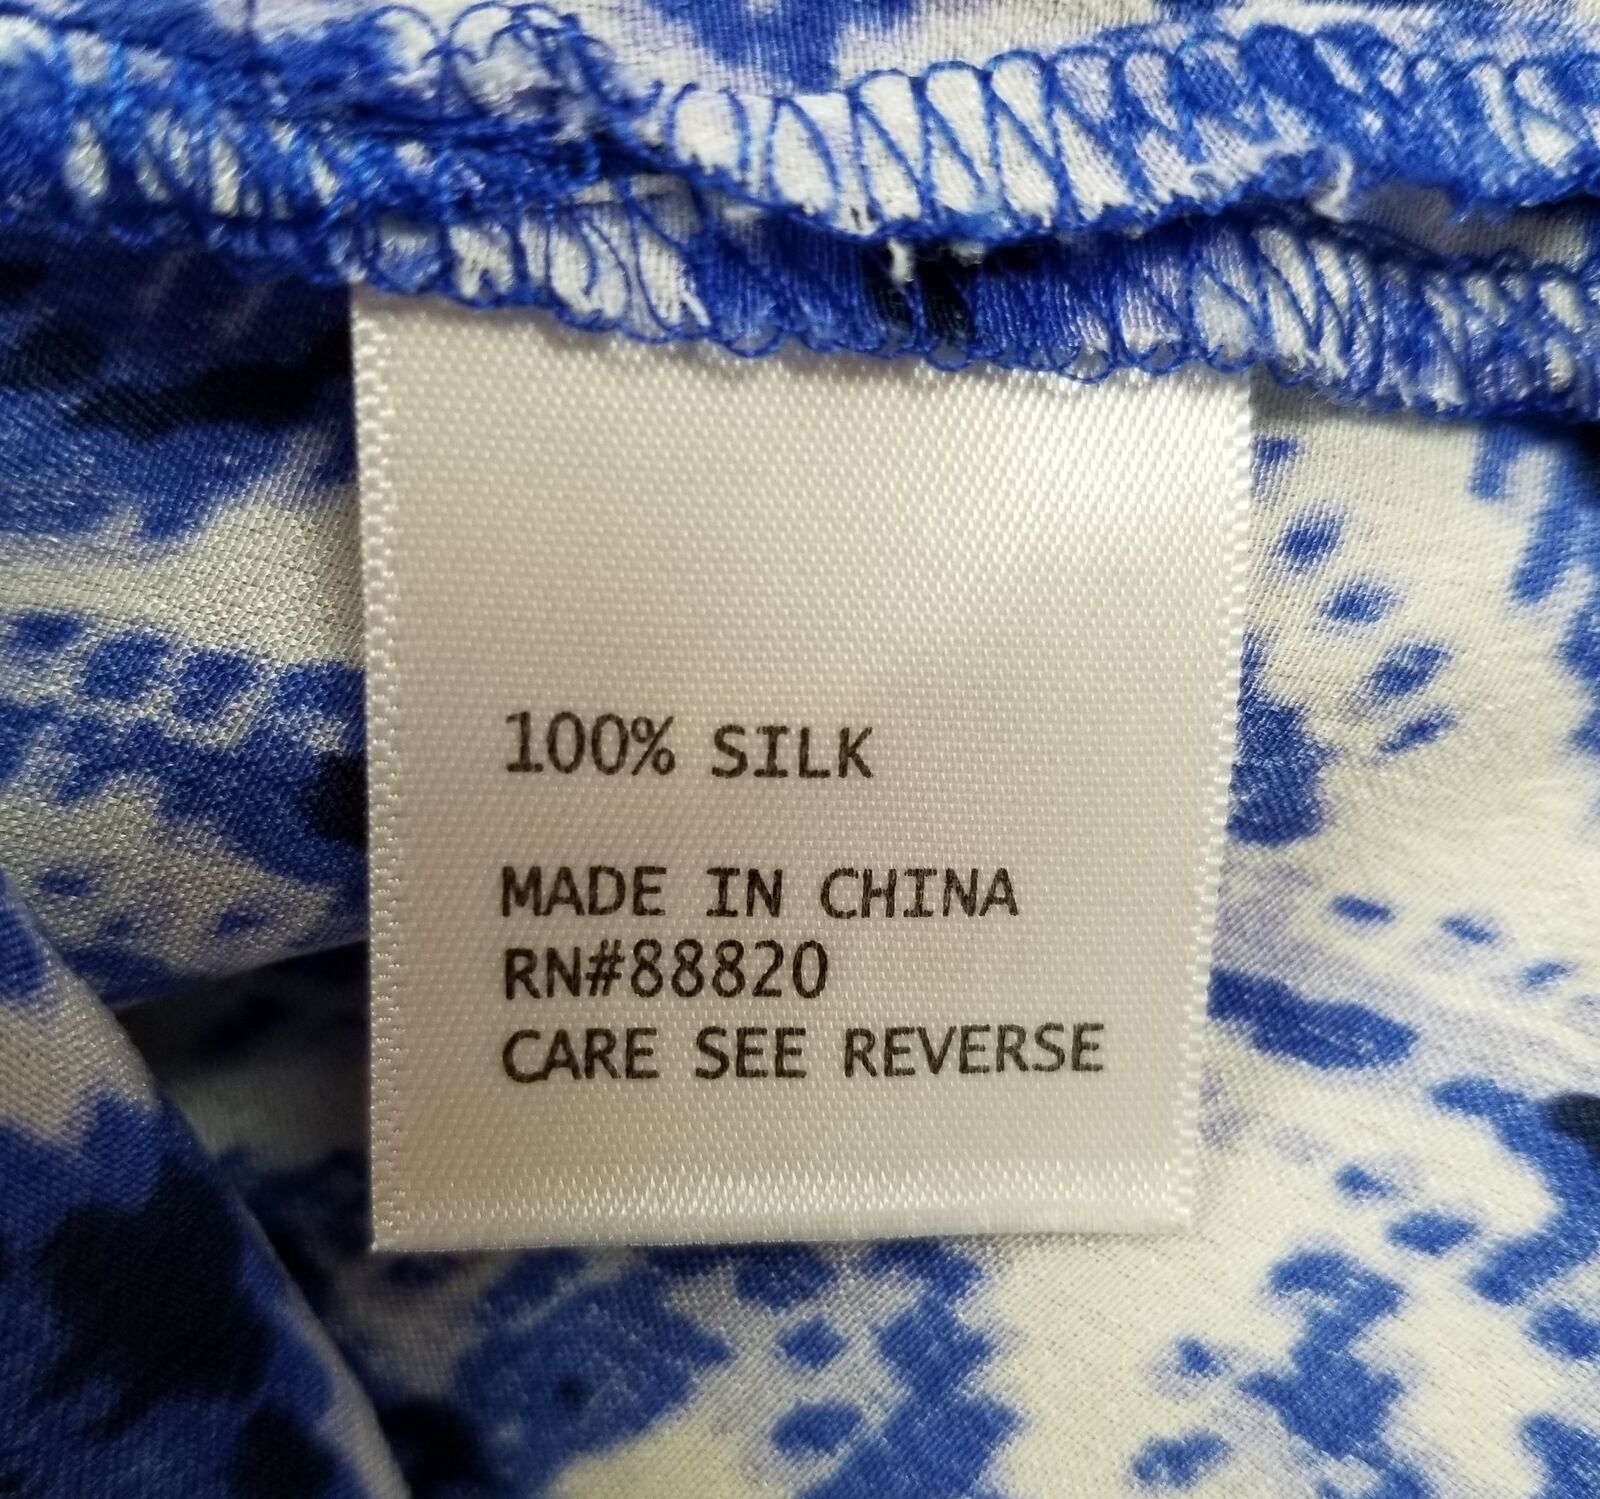 100% SILK
MADE IN CHINA
RN#88820
CARE SEE REVERSE